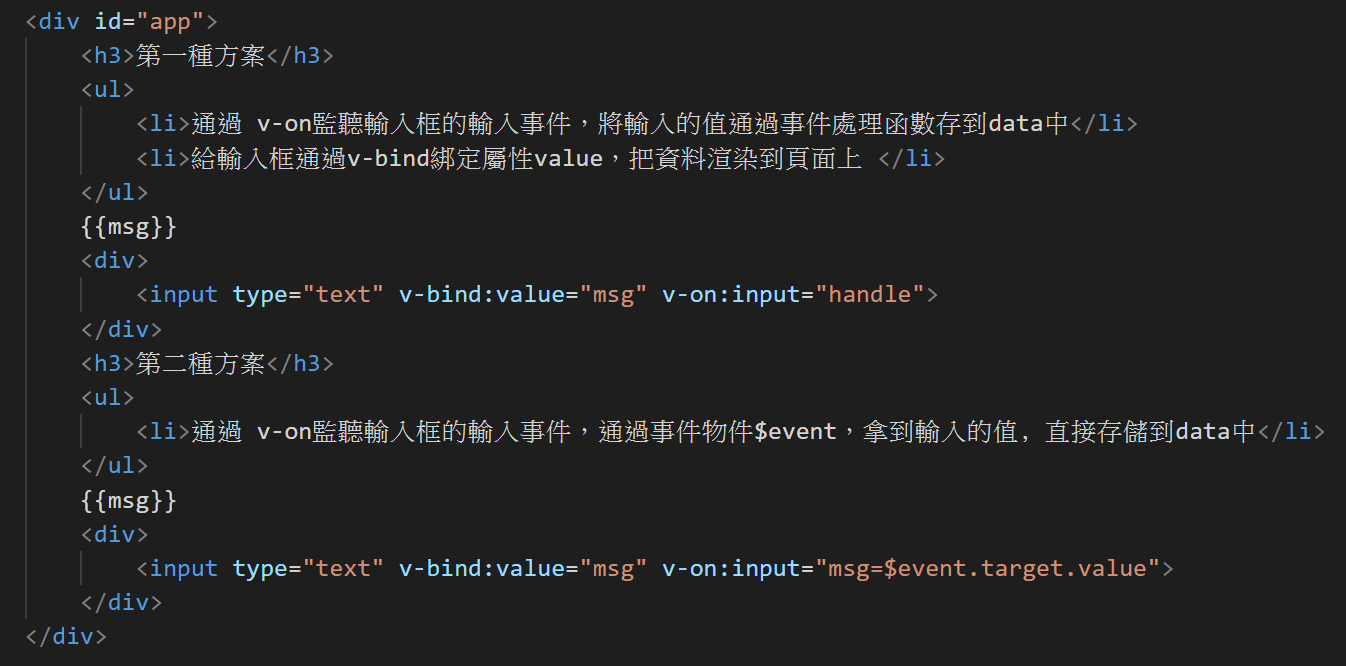 <div id="app">
<h3>第一種方案</h3>
<ul>
<li>通過 v-on監聽輸入框的輸入事件，將輸入的值通過事件處理函數存到data中</li>
<li>給輸入框通過v-bind綁定屬性value，把資料渲染到頁面上 </li>
</ul>
{{msg}}
<div>
<input type="text" v-bind:value="msg" v-on:input="handle">
</div>
<h3>第二種方案</h3>
<ul>
<li>通過 v-on監聽輸入框的輸入事件，通過事件物件$event，拿到輸入的值, 直接存儲到data中</li>
</ul>
{{msg}}
<div>
<input type="text" v-bind:value="msg" v-on:input="msg=$event.target.value">
</div>
</div>